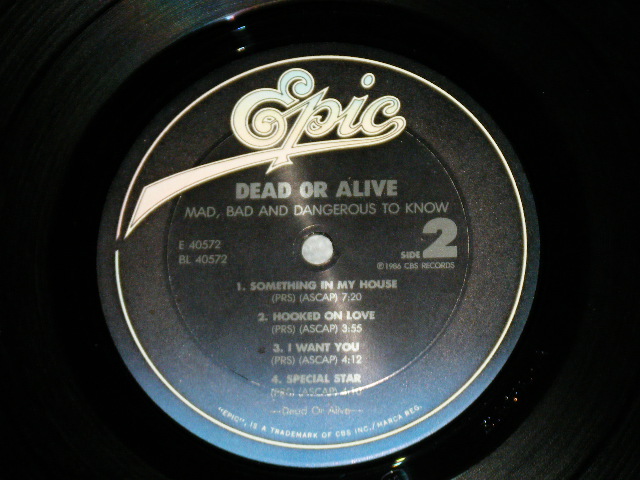 Epic
DEAD OR ALIVE
MAD, BAD AND DANGEROUS TO KNOW
E 40572
BL 40572
SIDE 2
℗1986 CBS RECORDS
1. SOMETHING IN MY HOUSE
(PRS) (ASCAP) 7:20
2. HOOKED ON LOVE
(PRS) (ASCAP) 3:55
3. I WANT YOU
(PRS) (ASCAP) 4:12
4. SPECIAL STAR
(PRS) (ASCAP)
—Dead Or Alive—
"EPIC", IS A TRADEMARK OF CBS INC./MARCA REG.